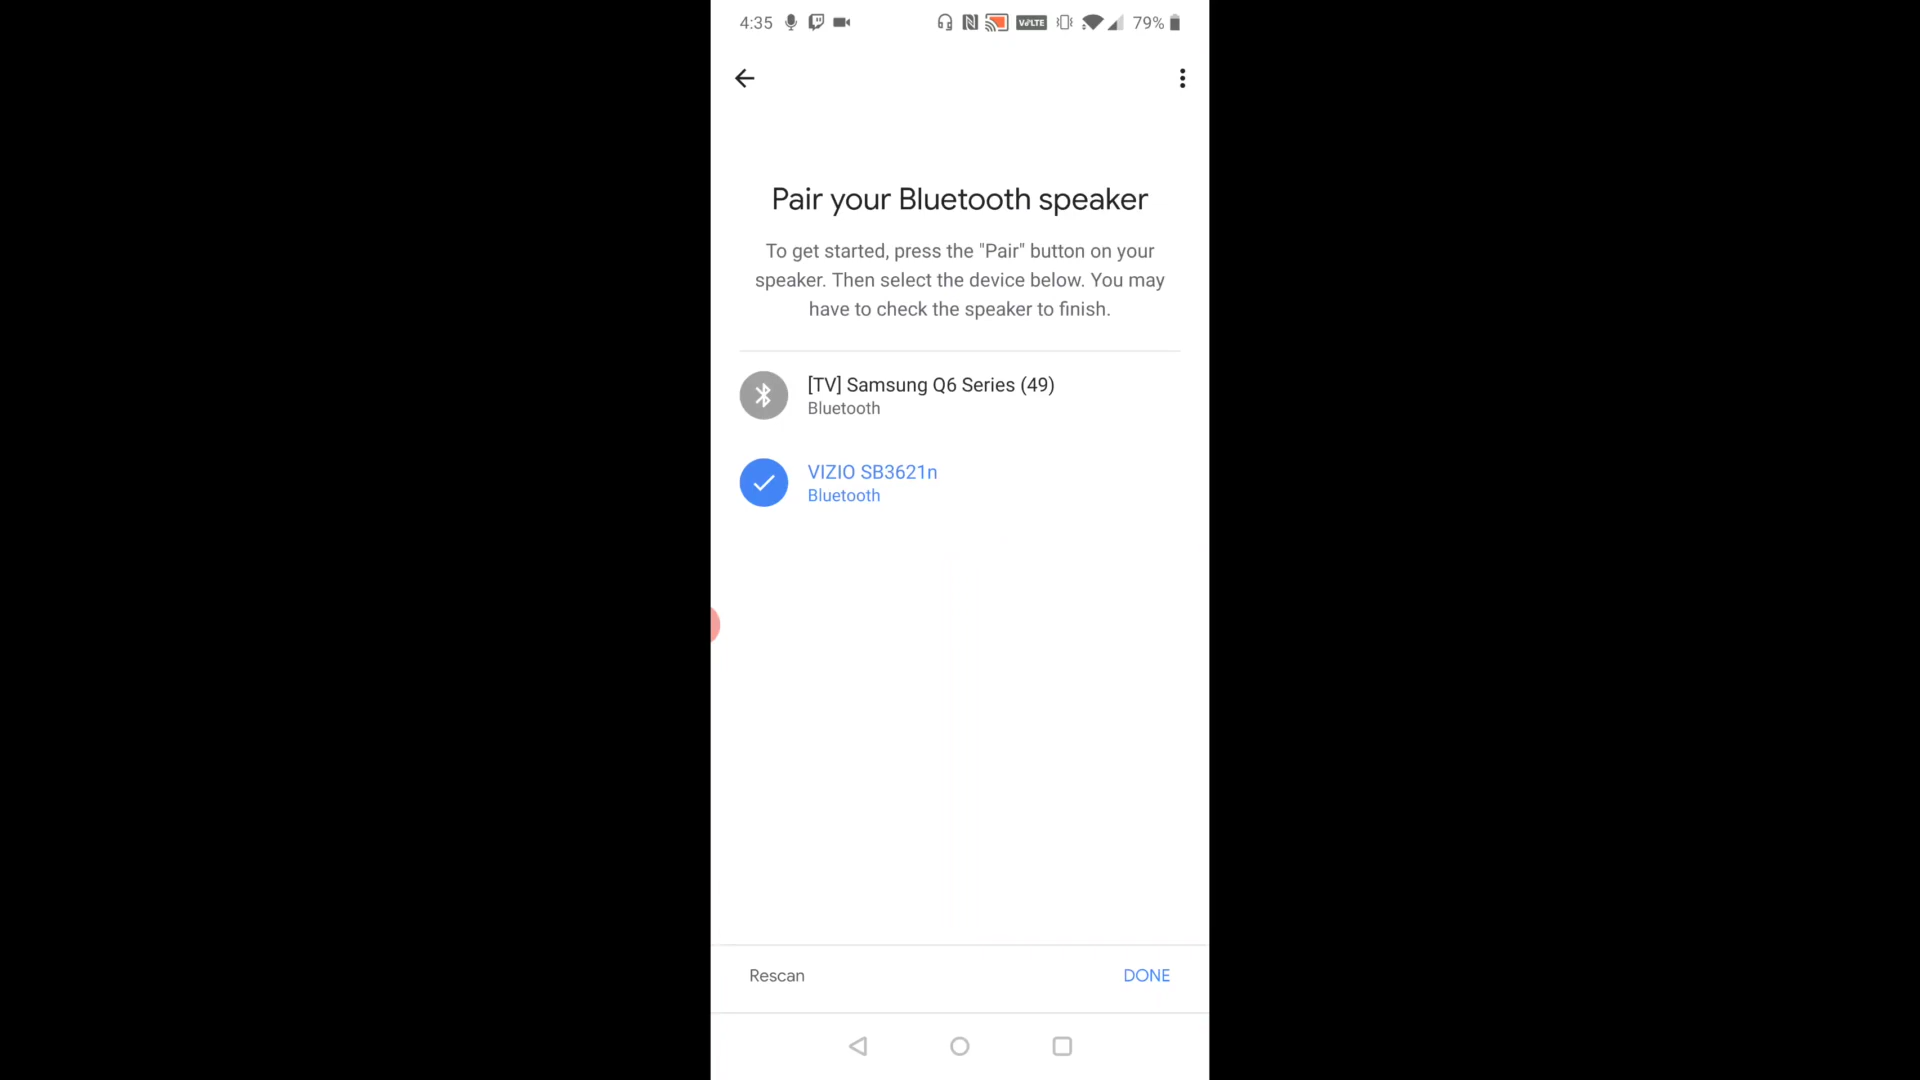 4:35
VoLTE
79%
Pair your Bluetooth speaker
To get started, press the "Pair" button on your
speaker. Then select the device below. You may
have to check the speaker to finish.
[TV] Samsung Q6 Series (49)
Bluetooth
VIZIO SB3621n
Bluetooth
Rescan
DONE